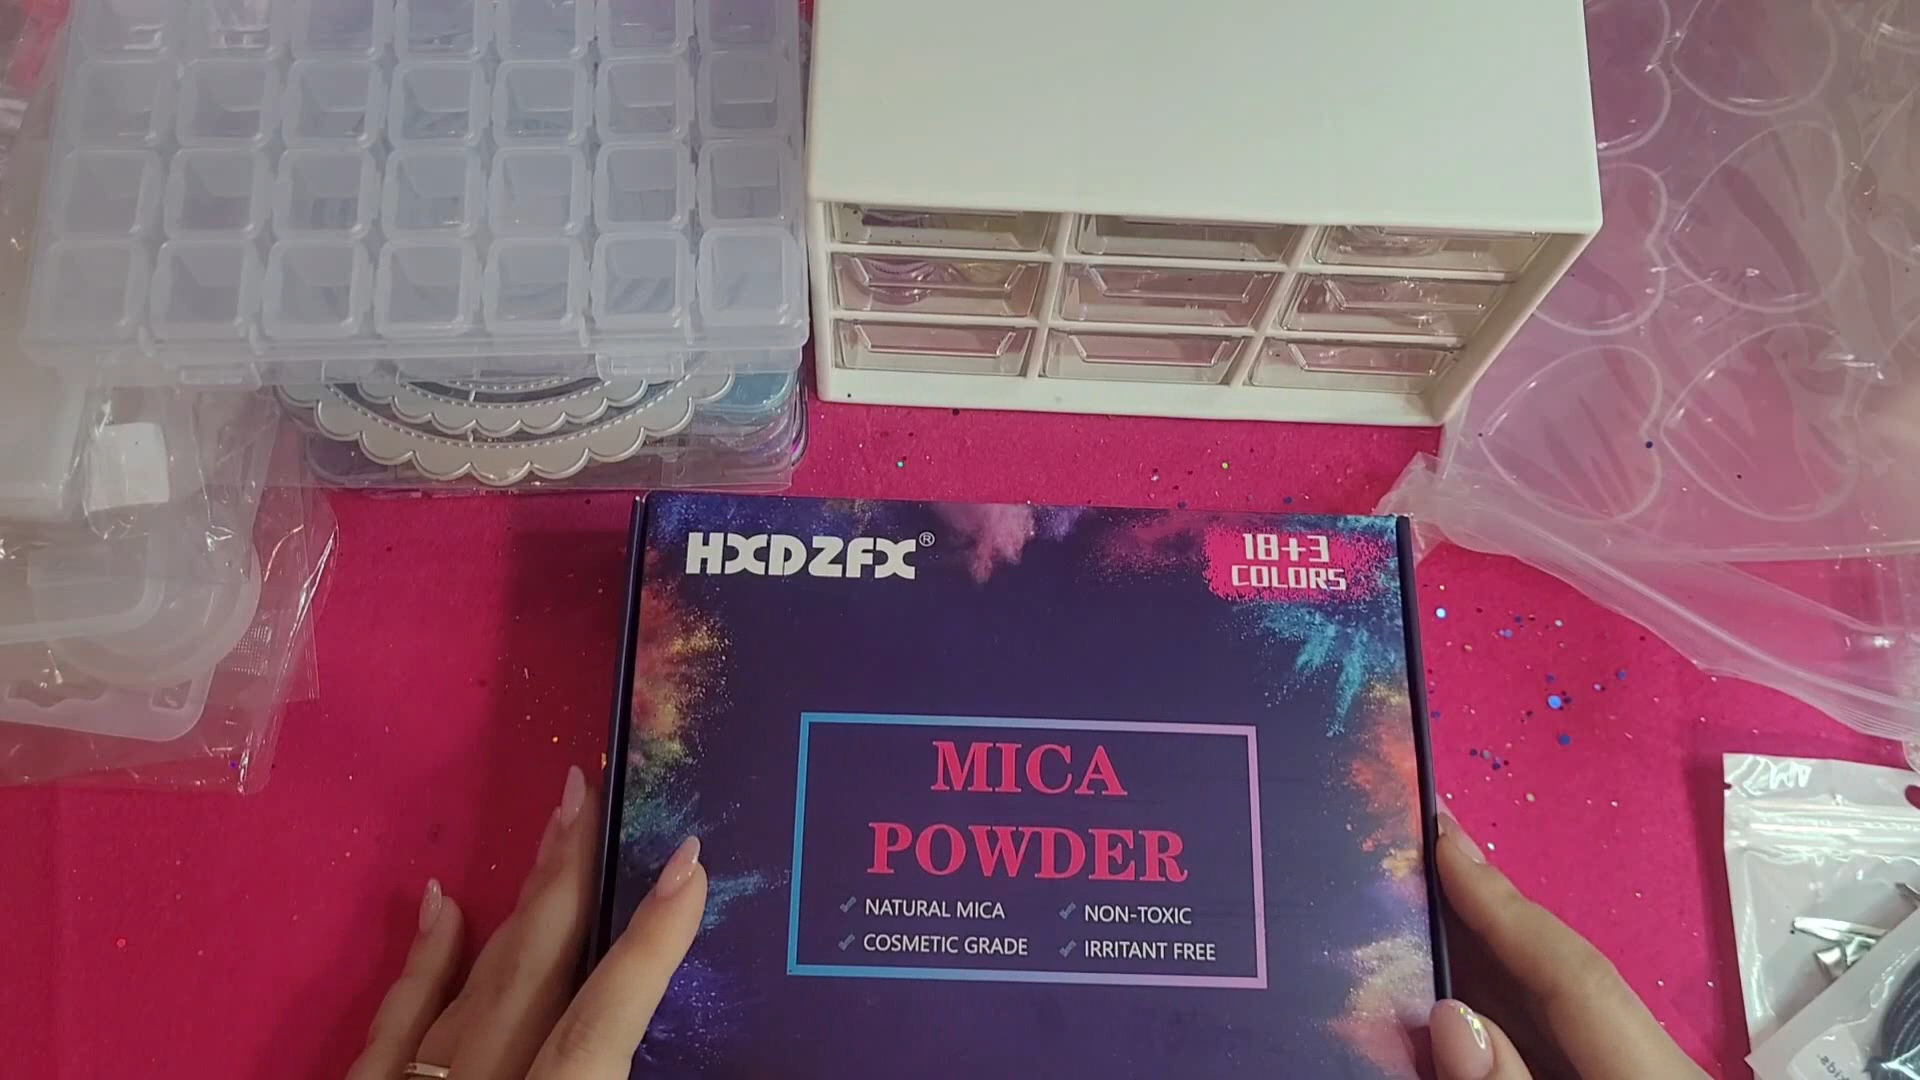 HXDZFX®
18+3
COLORS
MICA
POWDER
✓ NATURAL MICA
✓ NON-TOXIC
✓ COSMETIC GRADE
✓ IRRITANT FREE